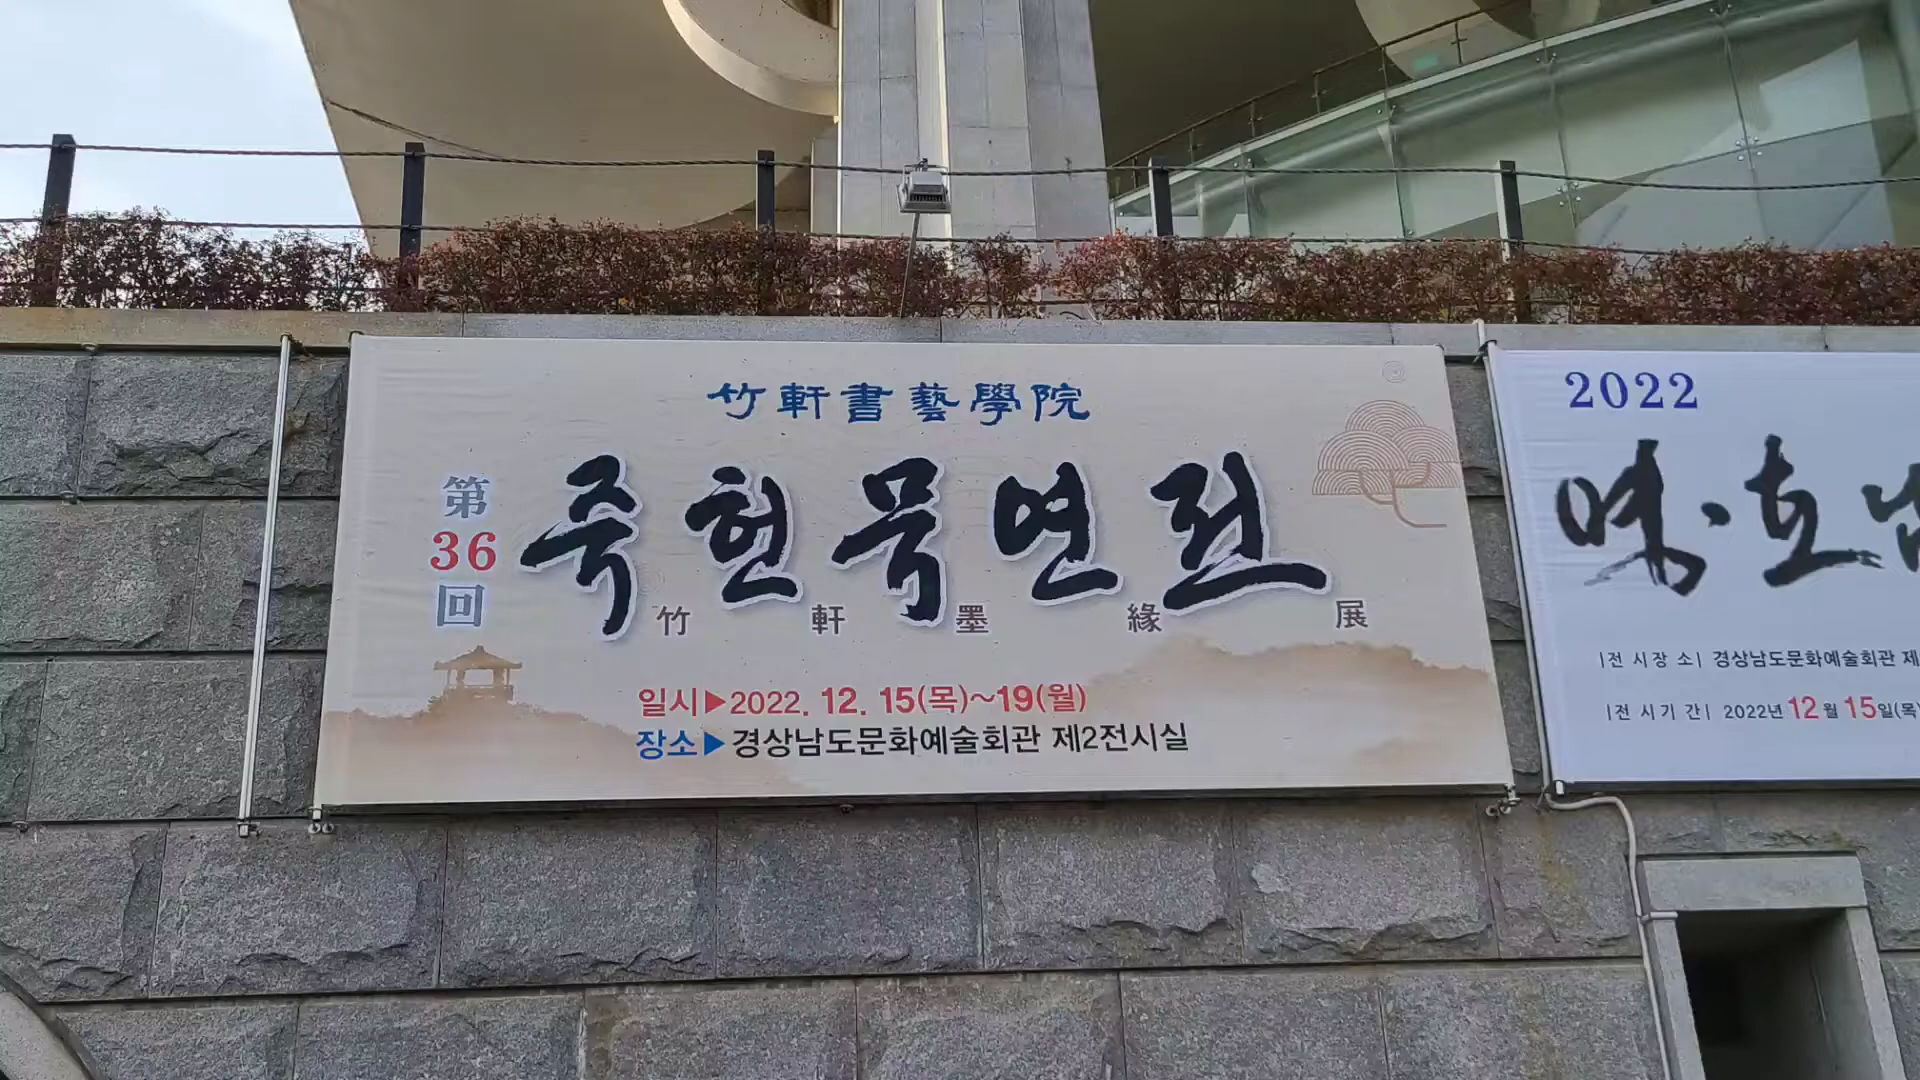 竹軒書藝學院
第
36
回
죽헌묵연전
竹軒墨緣展
일시▶2022. 12. 15(목)~19(월)
장소▶경상남도문화예술회관 제2전시실
2022
|전 시 장 소| 경상남도문화예술회관 제
|전 시 기 간| 2022년 12월 15일(목)